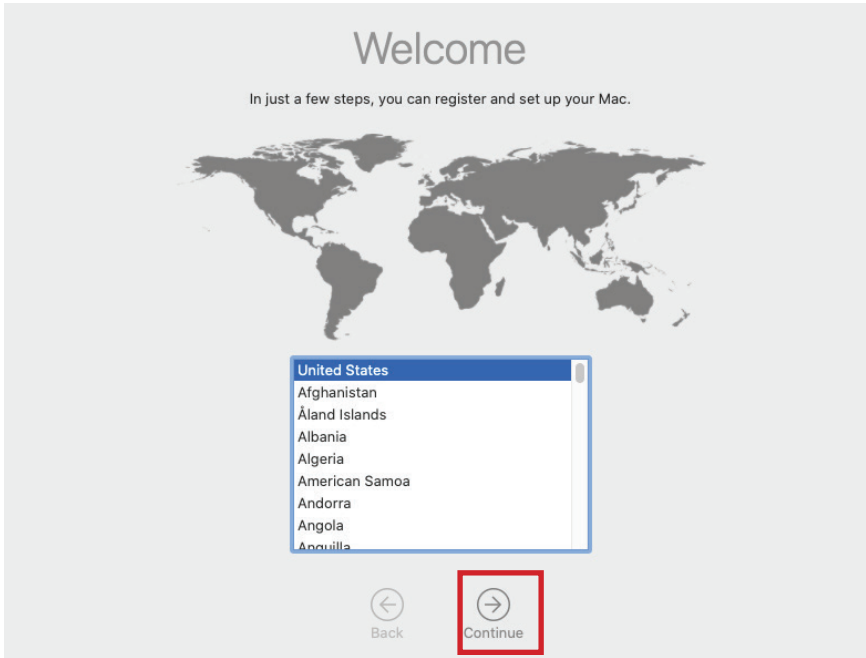 Welcome
In just a few steps, you can register and set up your Mac.
United States
Afghanistan
Åland Islands
Albania
Algeria
American Samoa
Andorra
Angola
Anguilla
Back
Continue